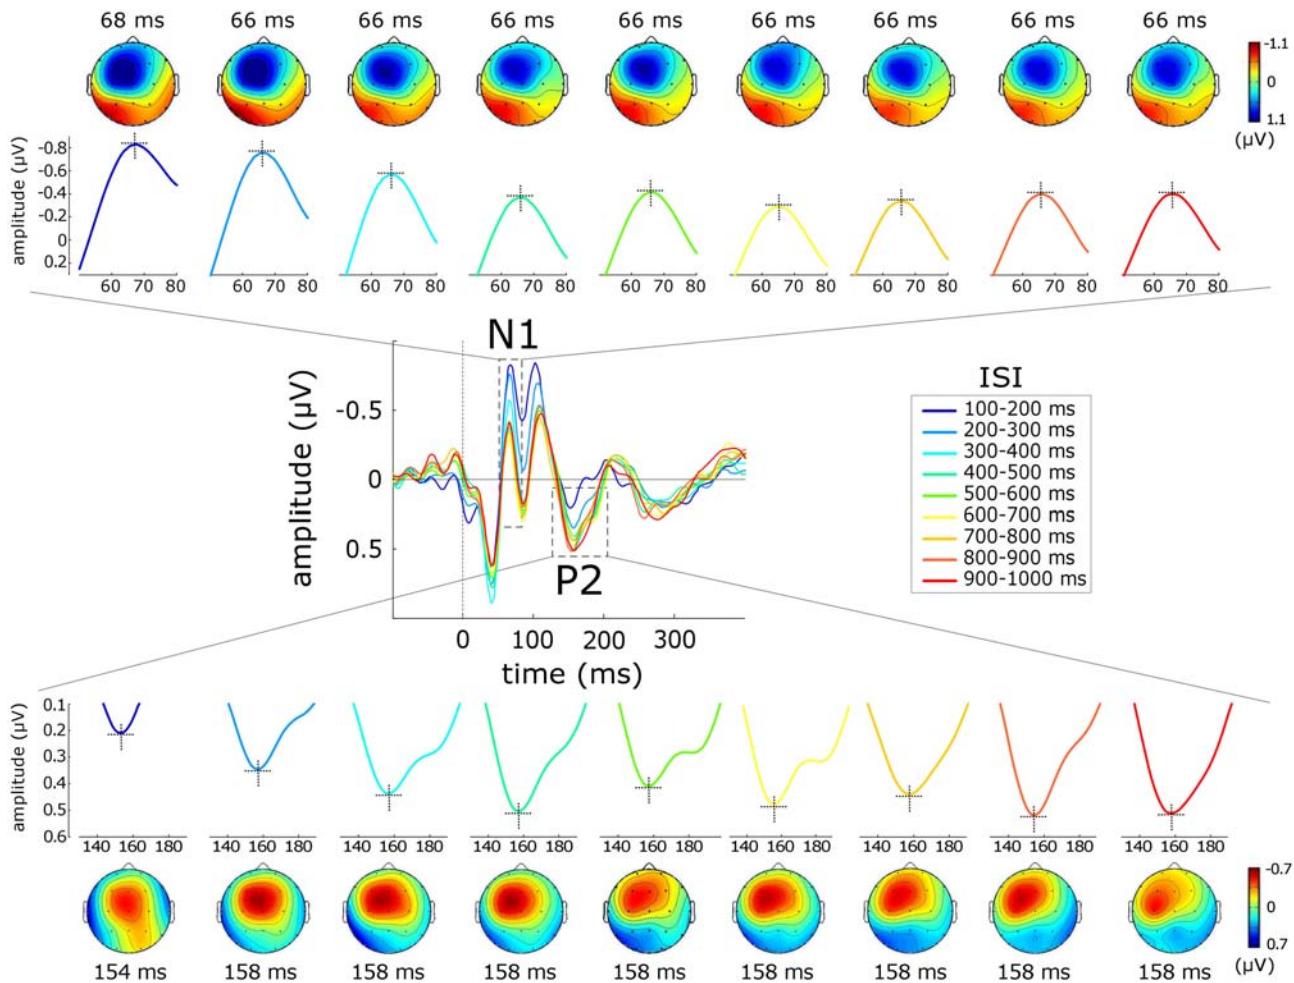 68 ms 66 ms 66 ms 66 ms 66 ms 66 ms 66 ms 66 ms 66 ms
-1.1
0
1.1
(µV)
amplitude (µV)
-0.8
-0.6
-0.4
-0.2
0
0.2
60 70 80 60 70 80 60 70 80 60 70 80 60 70 80 60 70 80 60 70 80 60 70 80 60 70 80
N1
amplitude (µV)
-0.5
0
0.5
P2
0 100 200 300
time (ms)
ISI
100-200 ms
200-300 ms
300-400 ms
400-500 ms
500-600 ms
600-700 ms
700-800 ms
800-900 ms
900-1000 ms
amplitude (µV)
0.1
0.2
0.3
0.4
0.5
0.6
140 160 180 140 160 180 140 160 180 140 160 180 140 160 180 140 160 180 140 160 180 140 160 180 140 160 180
-0.7
0
0.7
(µV)
154 ms 158 ms 158 ms 158 ms 158 ms 158 ms 158 ms 158 ms 158 ms